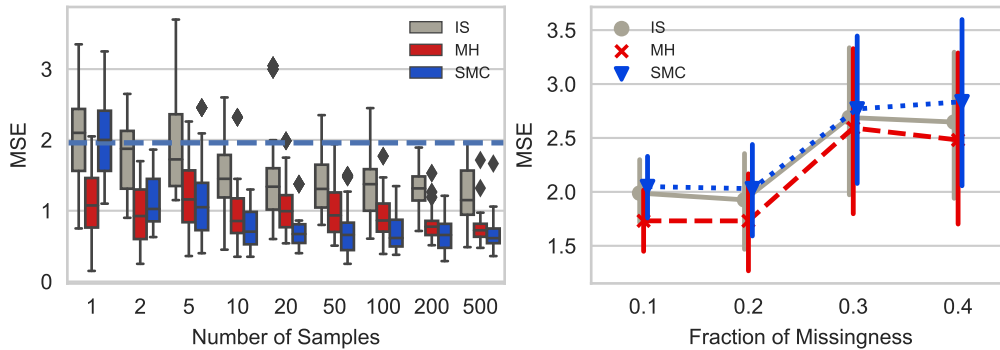 MSE
3
2
1
0
IS
MH
SMC
1 2 5 10 20 50 100 200 500
Number of Samples
MSE
3.5
3.0
2.5
2.0
1.5
IS
MH
SMC
0.1 0.2 0.3 0.4
Fraction of Missingness